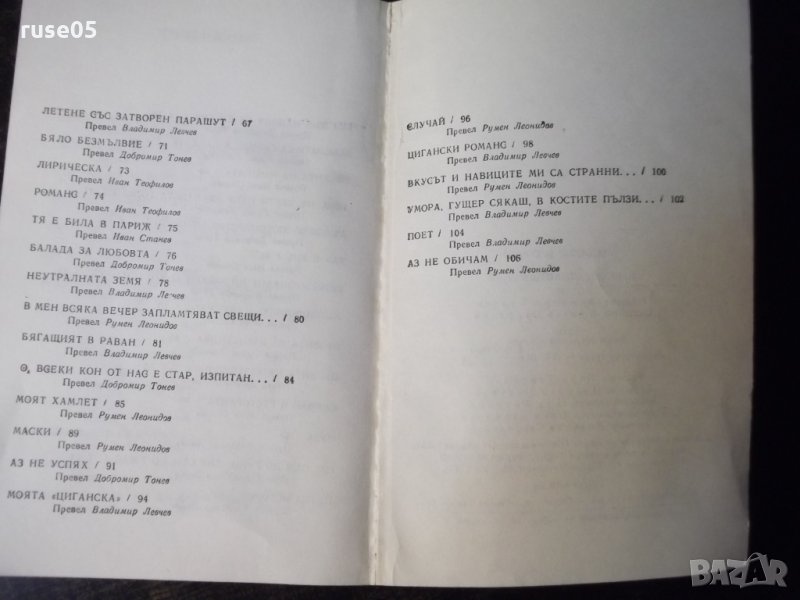 ruse05
ЛЕТЕНЕ СЪС ЗАТВОРЕН ПАРАШУТ / 67
Превел Владимир Левчев
БЯЛО БЕЗМЪЛВИЕ / 71
Превел Добромир Тонев
ЛИРИЧЕСКА / 73
Превел Иван Теофилов
РОМАНС / 74
Превел Иван Теофилов
ТЯ Е БИЛА В ПАРИЖ / 75
Превел Иван Станев
БАЛАДА ЗА ЛЮБОВТА / 76
Превел Добромир Тонев
НЕУТРАЛНАТА ЗЕМЯ / 78
Превел Владимир Левчев
В МЕН ВСЯКА ВЕЧЕР ЗАПЛАМТЯВАТ СВЕЩИ... / 80
Превел Румен Леонидов
БЯГАЩИЯТ В РАВАН / 81
Превел Владимир Левчев
О, ВСЕКИ КОН ОТ НАС Е СТАР, ИЗПИТАН... / 84
Превел Добромир Тонев
МОЯТ ХАМЛЕТ / 85
Превел Румен Леонидов
МАСКИ / 89
Превел Румен Леонидов
АЗ НЕ УСПЯХ / 91
Превел Добромир Тонев
МОЯТА «ЦИГАНСКА» / 94
Превел Владимир Левчев
СЛУЧАЙ / 96
Превел Румен Леонидов
ЦИГАНСКИ РОМАНС / 98
Превел Владимир Левчев
ВКУСЪТ И НАВИЦИТЕ МИ СА СТРАННИ... / 100
Превел Румен Леонидов
УМОРА, ГУЩЕР СЯКАШ, В КОСТИТЕ ПЪЛЗИ... / 102
Превел Владимир Левчев
ПОЕТ / 104
Превел Владимир Левчев
АЗ НЕ ОБИЧАМ / 106
Превел Румен Леонидов
BAZAR